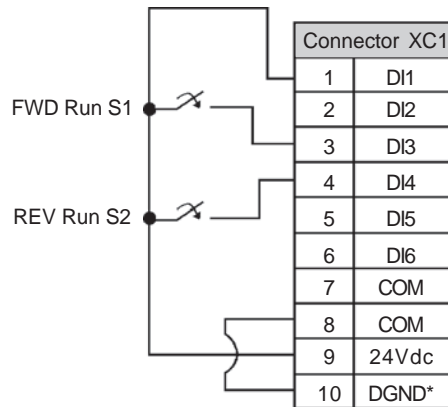 Connector XC1
1 DI1
FWD Run S1
2 DI2
3 DI3
4 DI4
REV Run S2
5 DI5
6 DI6
7 COM
8 COM
9 24Vdc
10 DGND*